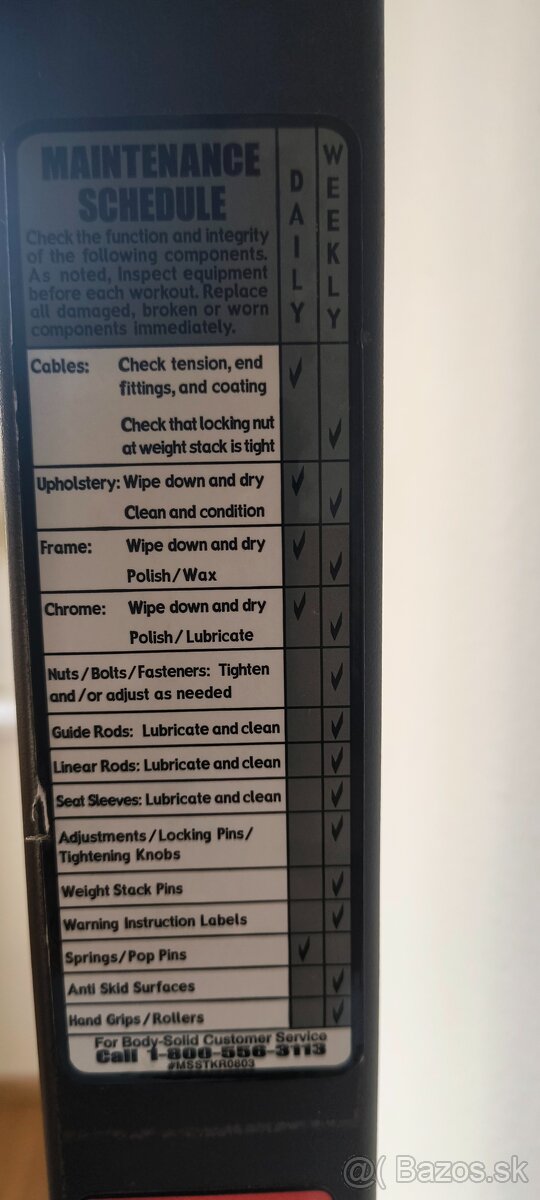 MAINTENANCE
SCHEDULE
DAILY
WEEKLY
Check the function and integrity
of the following components.
As noted, Inspect equipment
before each workout. Replace
all damaged, broken or worn
components immediately.
Cables: Check tension, end ✓
fittings, and coating
Check that locking nut ✓
at weight stack is tight
Upholstery: Wipe down and dry ✓
Clean and condition ✓
Frame: Wipe down and dry ✓
Polish/Wax ✓
Chrome: Wipe down and dry ✓
Polish/Lubricate ✓
Nuts/Bolts/Fasteners: Tighten ✓
and/or adjust as needed
Guide Rods: Lubricate and clean ✓
Linear Rods: Lubricate and clean ✓
Seat Sleeves: Lubricate and clean ✓
Adjustments/Locking Pins/ ✓
Tightening Knobs
Weight Stack Pins ✓
Warning Instruction Labels ✓
Springs/Pop Pins ✓
Anti Skid Surfaces ✓
Hand Grips/Rollers ✓
For Body-Solid Customer Service
Call 1-800-556-3113
#MSSTKR0803
@( Bazos.sk